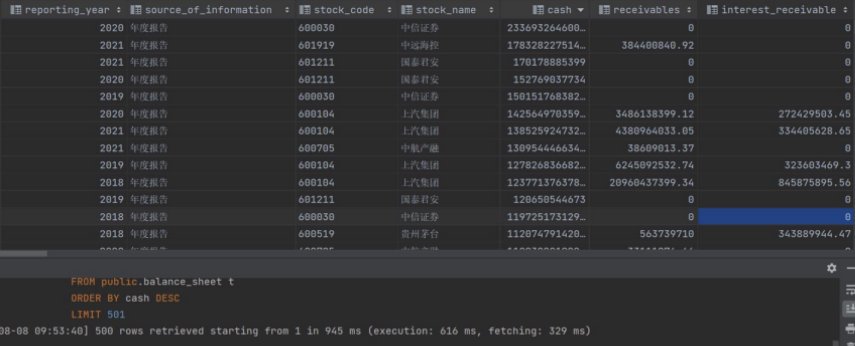 reporting_year source_of_information stock_code stock_name cash receivables interest_receivable
2020 年度报告 600030 中信证券 233693264600… 0 0
2021 年度报告 601919 中远海控 178328227514… 384400840.92 0
2021 年度报告 601211 国泰君安 170178885399 0 0
2020 年度报告 601211 国泰君安 152769037734 0 0
2019 年度报告 600030 中信证券 150151768382… 0 0
2020 年度报告 600104 上汽集团 142564970359… 3486138399.12 272429503.45
2021 年度报告 600104 上汽集团 138525924732… 4380964033.05 334405628.65
2021 年度报告 600705 中航产融 130954446634… 38609013.37 0
2019 年度报告 600104 上汽集团 127826836682… 6245092532.74 323603469.3
2018 年度报告 600104 上汽集团 123771376378… 20960437399.34 845875895.56
2019 年度报告 601211 国泰君安 120650544673 0 0
2018 年度报告 600030 中信证券 119725173129… 0 0
2018 年度报告 600519 贵州茅台 112074791420… 563739710 343889944.47
FROM public.balance_sheet t
ORDER BY cash DESC
LIMIT 501
08-08 09:53:40] 500 rows retrieved starting from 1 in 945 ms (execution: 616 ms, fetching: 329 ms)